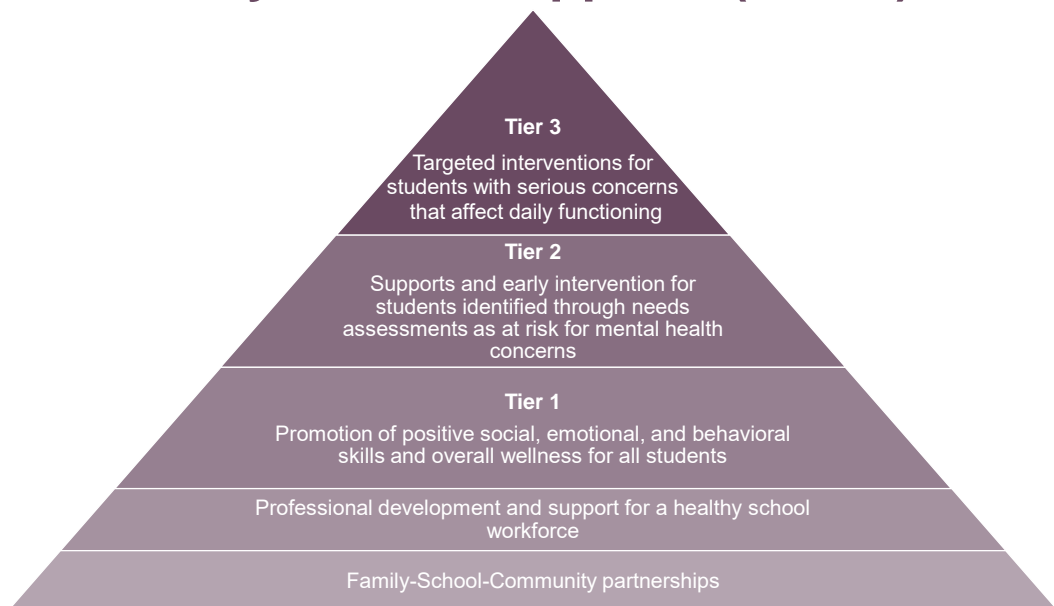 Tier 3
Targeted interventions for
students with serious concerns
that affect daily functioning
Tier 2
Supports and early intervention for
students identified through needs
assessments as at risk for mental health
concerns
Tier 1
Promotion of positive social, emotional, and behavioral
skills and overall wellness for all students
Professional development and support for a healthy school
workforce
Family-School-Community partnerships